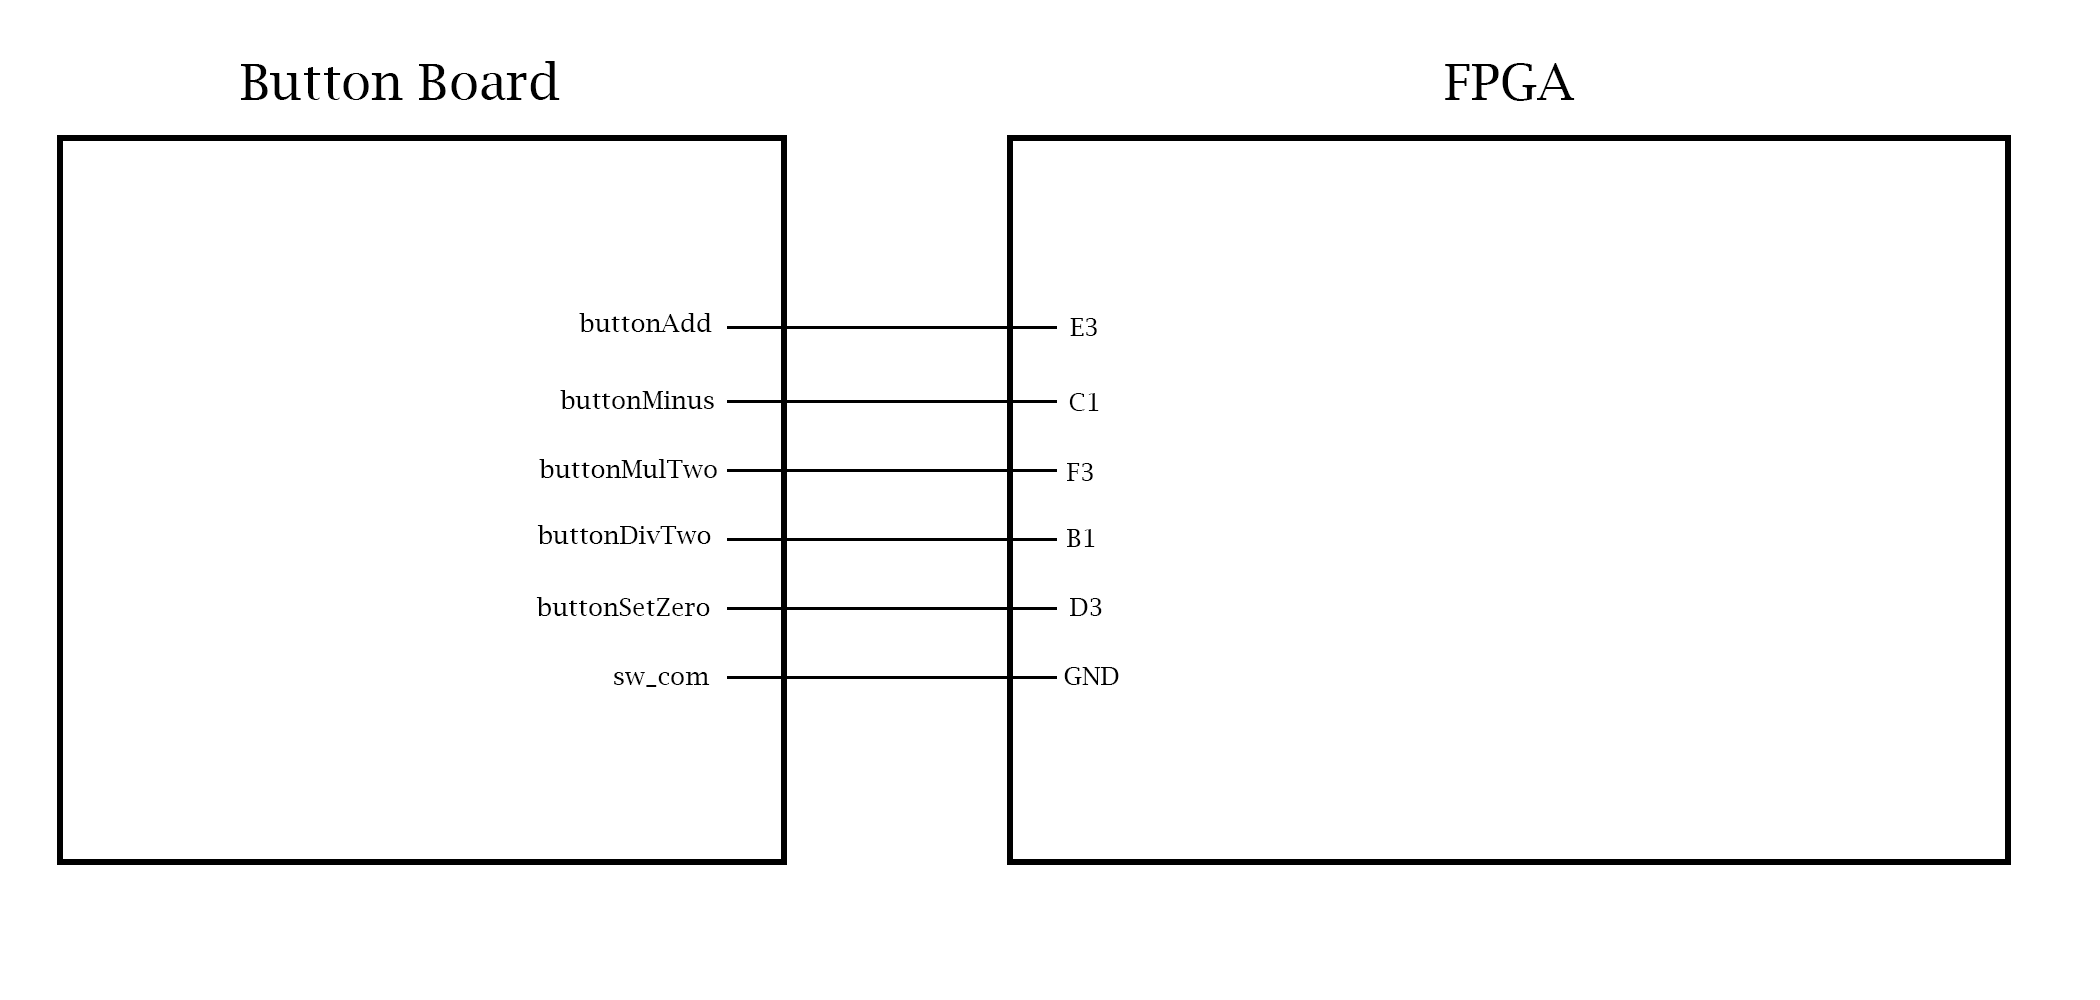 Button Board
FPGA
buttonAdd
E3
buttonMinus
C1
buttonMulTwo
F3
buttonDivTwo
B1
buttonSetZero
D3
sw_com
GND